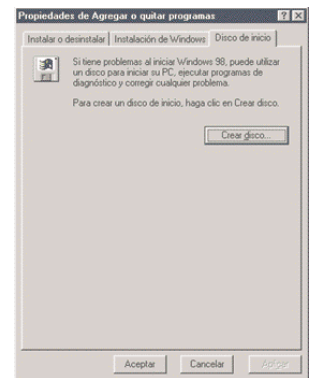 Propiedades de Agregar o quitar programas
Instalar o desinstalar Instalación de Windows Disco de inicio
Si tiene problemas al iniciar Windows 98, puede utilizar
un disco para iniciar su PC, ejecutar programas de
diagnóstico y corregir cualquier problema.
Para crear un disco de inicio, haga clic en Crear disco.
Crear disco...
Aceptar Cancelar Aplicar